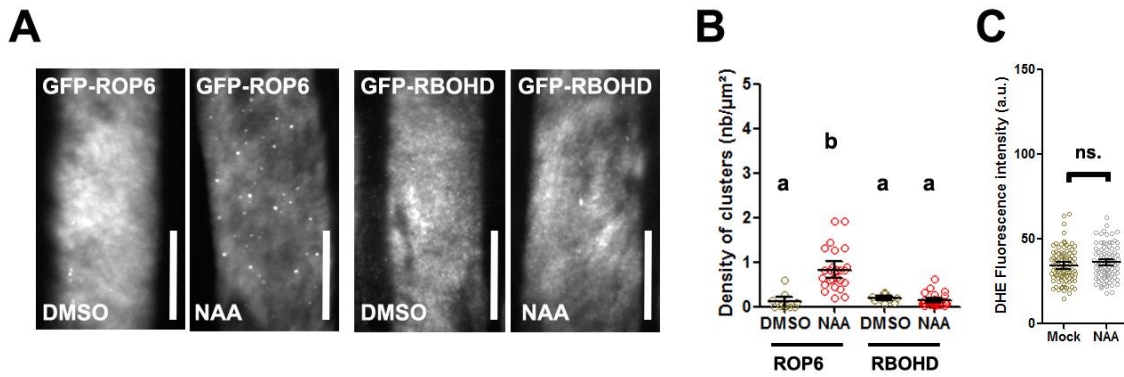 A
GFP-ROP6 GFP-ROP6 GFP-RBOHD GFP-RBOHD
DMSO NAA DMSO NAA
B
Density of clusters (nb/µm²)
5
4
3
2
1
0
a
b
a
a
DMSO NAA DMSO NAA
ROP6 RBOHD
C
DHE Fluorescence intensity (a.u.)
150
100
50
0
ns.
Mock NAA